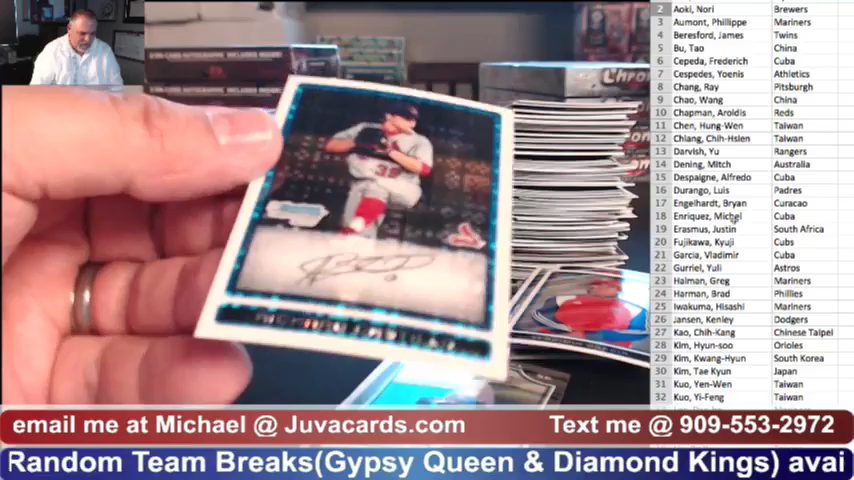 2 Aoki, Nori Brewers
3 Aumont, Phillippe Mariners
4 Beresford, James Twins
5 Bu, Tao China
6 Cepeda, Frederich Cuba
7 Cespedes, Yoenis Athletics
8 Chang, Ray Pitsburgh
9 Chao, Wang China
10 Chapman, Aroldis Reds
11 Chen, Hung-Wen Taiwan
12 Chiang, Chih-Hsien Taiwan
13 Darvish, Yu Rangers
14 Dening, Mitch Australia
15 Despaigne, Alfredo Cuba
16 Durango, Luis Padres
17 Engelhardt, Bryan Curacao
18 Enriquez, Michel Cuba
19 Erasmus, Justin South Africa
20 Fujikawa, Kyuji Cubs
21 Garcia, Vladimir Cuba
22 Gurriel, Yuli Astros
23 Halman, Greg Mariners
24 Harman, Brad Phillies
25 Iwakuma, Hisashi Mariners
26 Jansen, Kenley Dodgers
27 Kao, Chih-Kang Chinese Taipei
28 Kim, Hyun-soo Orioles
29 Kim, Kwang-Hyun South Korea
30 Kim, Tae Kyun Japan
31 Kuo, Yen-Wen Taiwan
32 Kuo, Yi-Feng Taiwan
email me at Michael @ Juvacards.com Text me @ 909-553-2972
Random Team Breaks(Gypsy Queen & Diamond Kings) avai